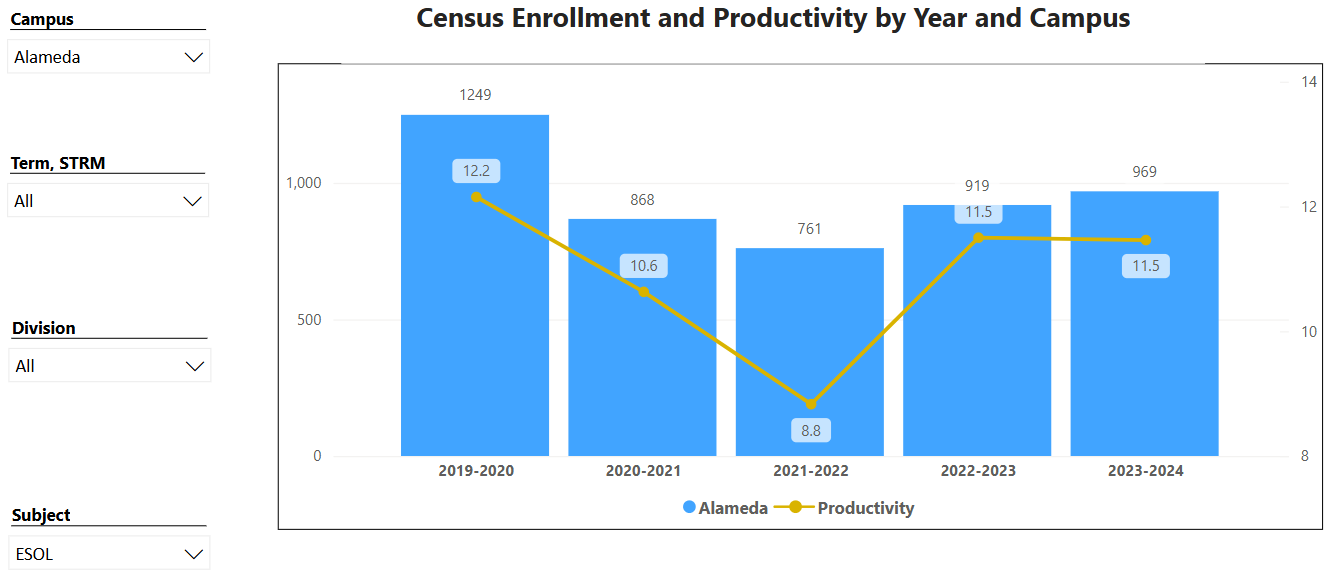 Census Enrollment and Productivity by Year and Campus
Campus
Alameda
Term, STRM
All
Division
All
Subject
ESOL
1249
868
761
919
969
12.2
10.6
8.8
11.5
11.5
1,000
500
0
14
12
10
8
2019-2020
2020-2021
2021-2022
2022-2023
2023-2024
Alameda
Productivity